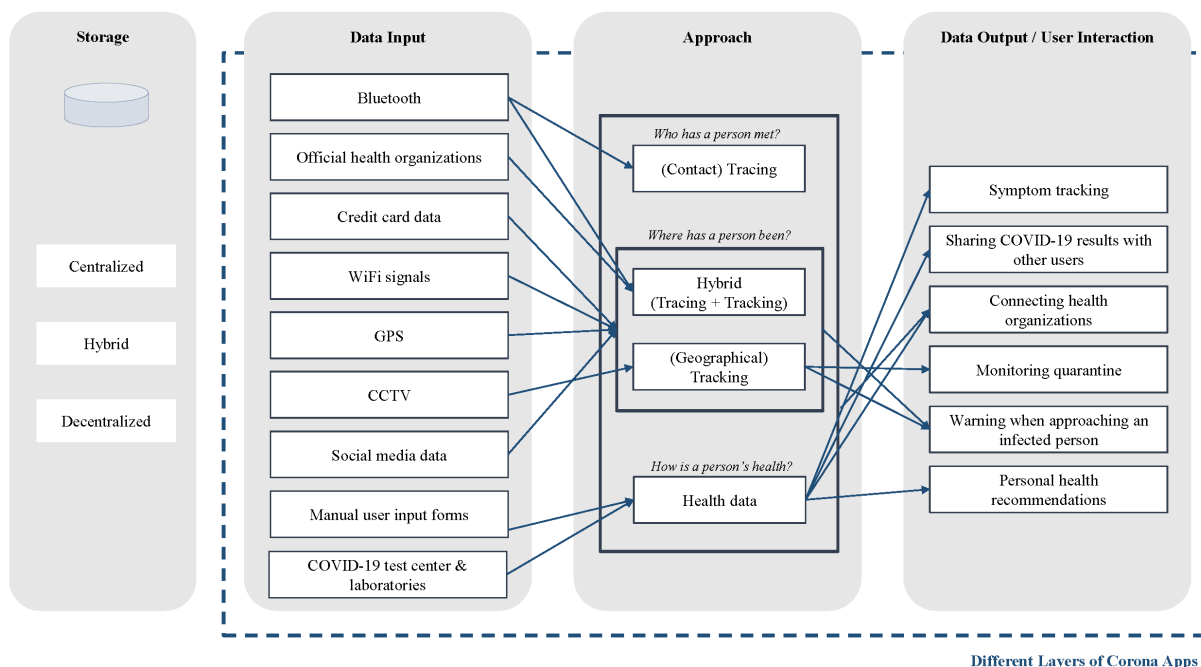 Storage
Centralized
Hybrid
Decentralized
Data Input
Bluetooth
Official health organizations
Credit card data
WiFi signals
GPS
CCTV
Social media data
Manual user input forms
COVID-19 test center &
laboratories
Approach
Who has a person met?
(Contact) Tracing
Where has a person been?
Hybrid
(Tracing + Tracking)
(Geographical)
Tracking
How is a person’s health?
Health data
Data Output / User Interaction
Symptom tracking
Sharing COVID-19 results with
other users
Connecting health
organizations
Monitoring quarantine
Warning when approaching an
infected person
Personal health
recommendations
Different Layers of Corona Apps